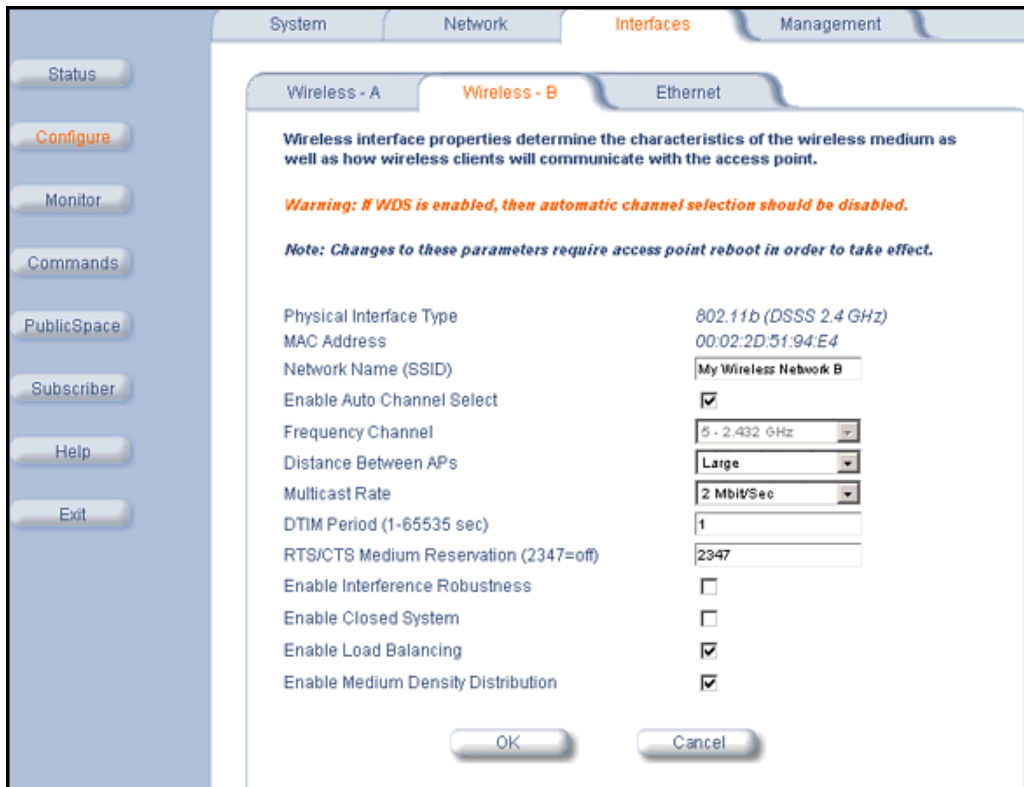 System Network Interfaces Management
Status
Configure
Monitor
Commands
PublicSpace
Subscriber
Help
Exit
Wireless - A Wireless - B Ethernet
Wireless interface properties determine the characteristics of the wireless medium as
well as how wireless clients will communicate with the access point.
Warning: If WDS is enabled, then automatic channel selection should be disabled.
Note: Changes to these parameters require access point reboot in order to take effect.
Physical Interface Type 802.11b (DSSS 2.4 GHz)
MAC Address 00:02:2D:51:94:E4
Network Name (SSID) My Wireless Network B
Enable Auto Channel Select
Frequency Channel 5 - 2.432 GHz
Distance Between APs Large
Multicast Rate 2 Mbit/Sec
DTIM Period (1-65535 sec) 1
RTS/CTS Medium Reservation (2347=off) 2347
Enable Interference Robustness
Enable Closed System
Enable Load Balancing
Enable Medium Density Distribution
OK Cancel